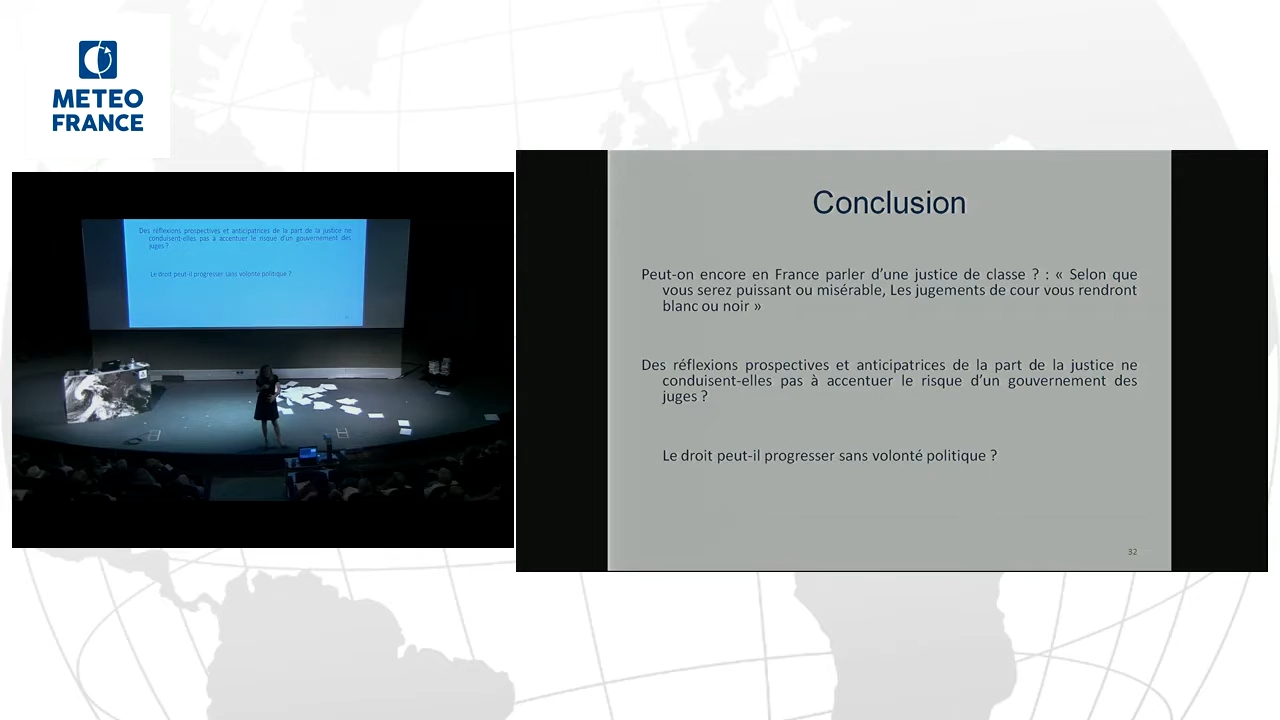 METEO
FRANCE
Des réflexions prospectives et anticipatrices de la part de la justice ne
conduisent-elles pas à accentuer le risque d'un gouvernement des
juges ?
Le droit peut-il progresser sans volonté politique ?
Conclusion
Peut-on encore en France parler d’une justice de classe ? : « Selon que
vous serez puissant ou misérable, Les jugements de cour vous rendront
blanc ou noir »
Des réflexions prospectives et anticipatrices de la part de la justice ne
conduisent-elles pas à accentuer le risque d’un gouvernement des
juges ?
Le droit peut-il progresser sans volonté politique ?
32